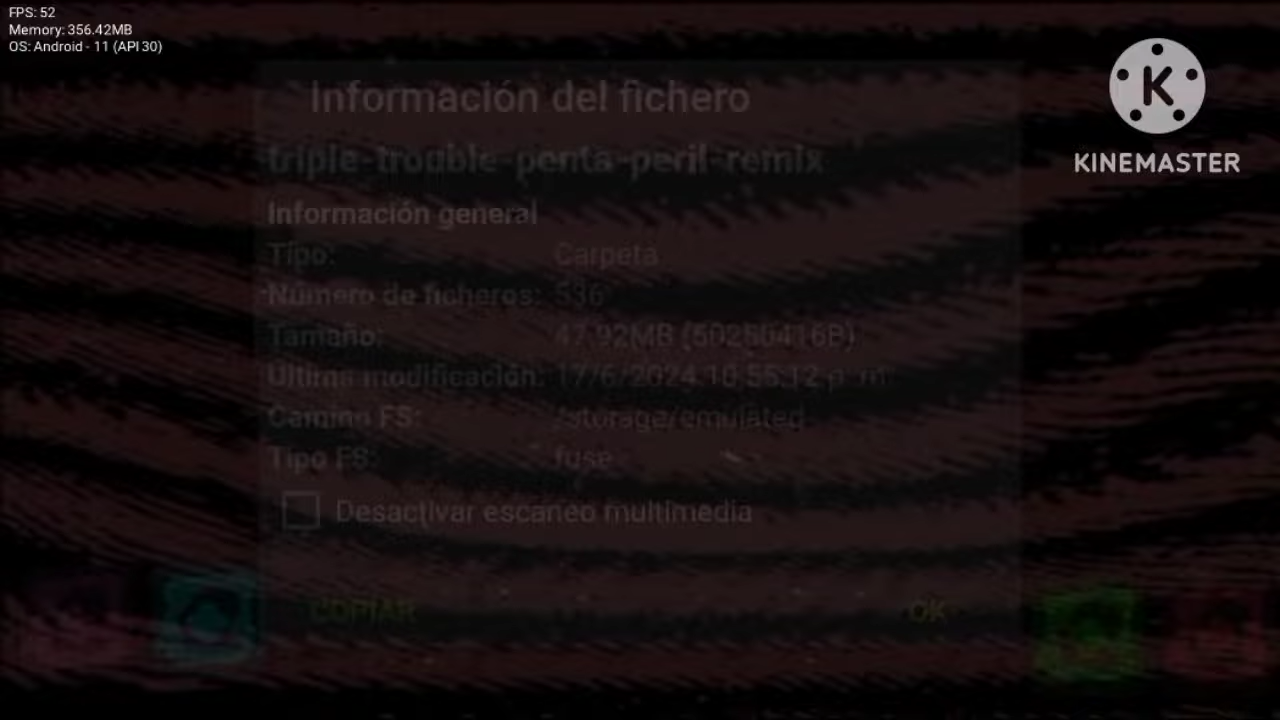 FPS: 52
Memory: 356.42MB
OS: Android - 11 (API 30)
KINEMASTER
Información del fichero
triple-trouble-penta-peril-remix
Información general
Tipo: Carpeta
Número de ficheros: 536
Tamaño: 47.92MB (50250416B)
Última modificación: 17/6/2024 10:55:12 p. m.
Camino FS: /storage/emulated
Tipo FS: fuse
Desactivar escaneo multimedia
COPIAR OK